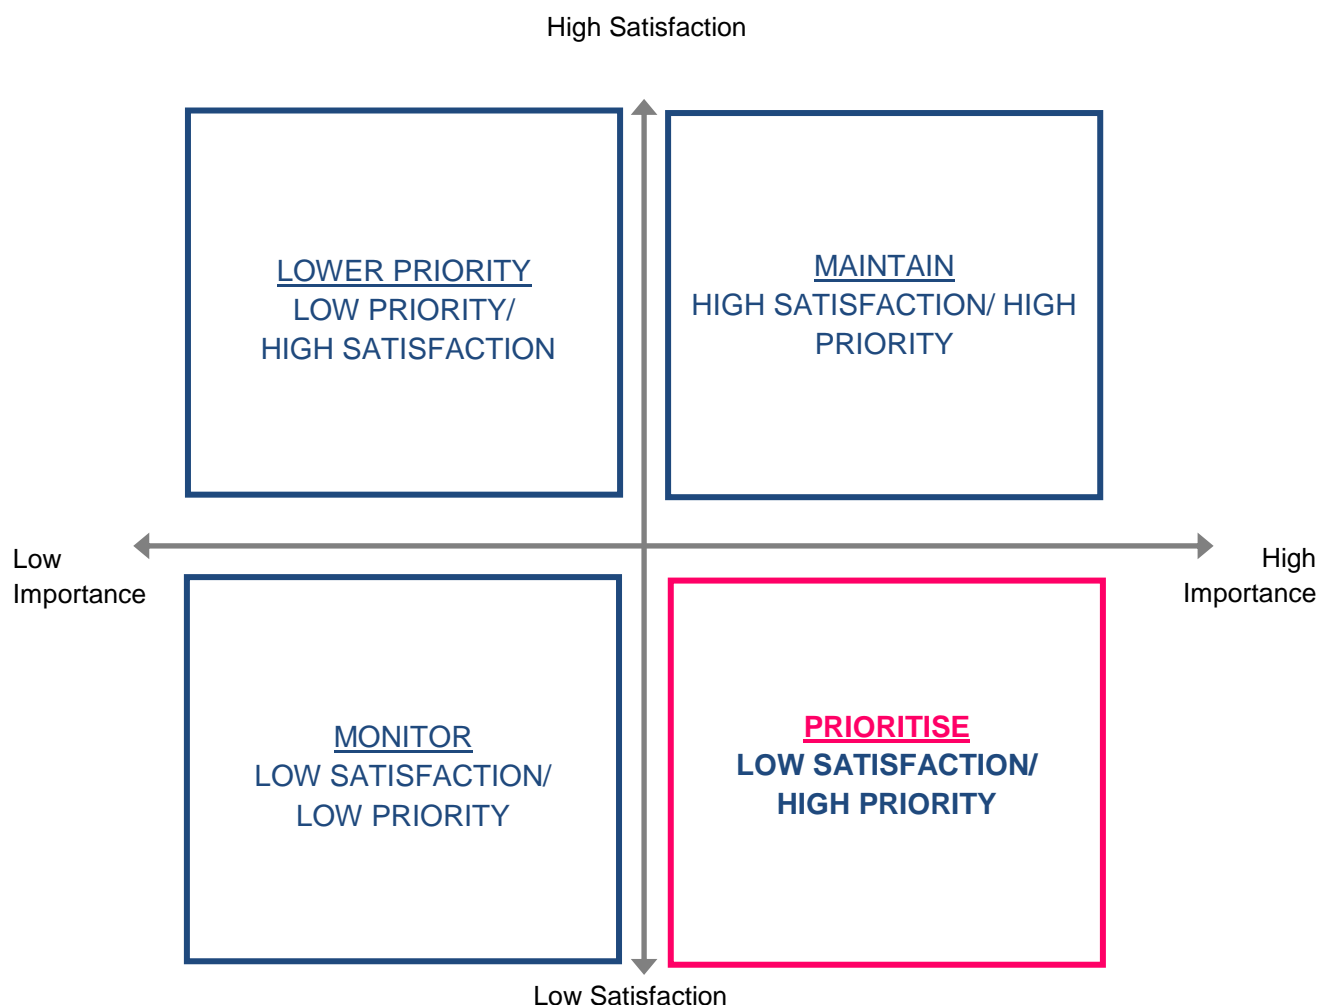 High Satisfaction
LOWER PRIORITY
LOW PRIORITY/
HIGH SATISFACTION
MAINTAIN
HIGH SATISFACTION/ HIGH
PRIORITY
Low
Importance
High
Importance
MONITOR
LOW SATISFACTION/
LOW PRIORITY
PRIORITISE
LOW SATISFACTION/
HIGH PRIORITY
Low Satisfaction